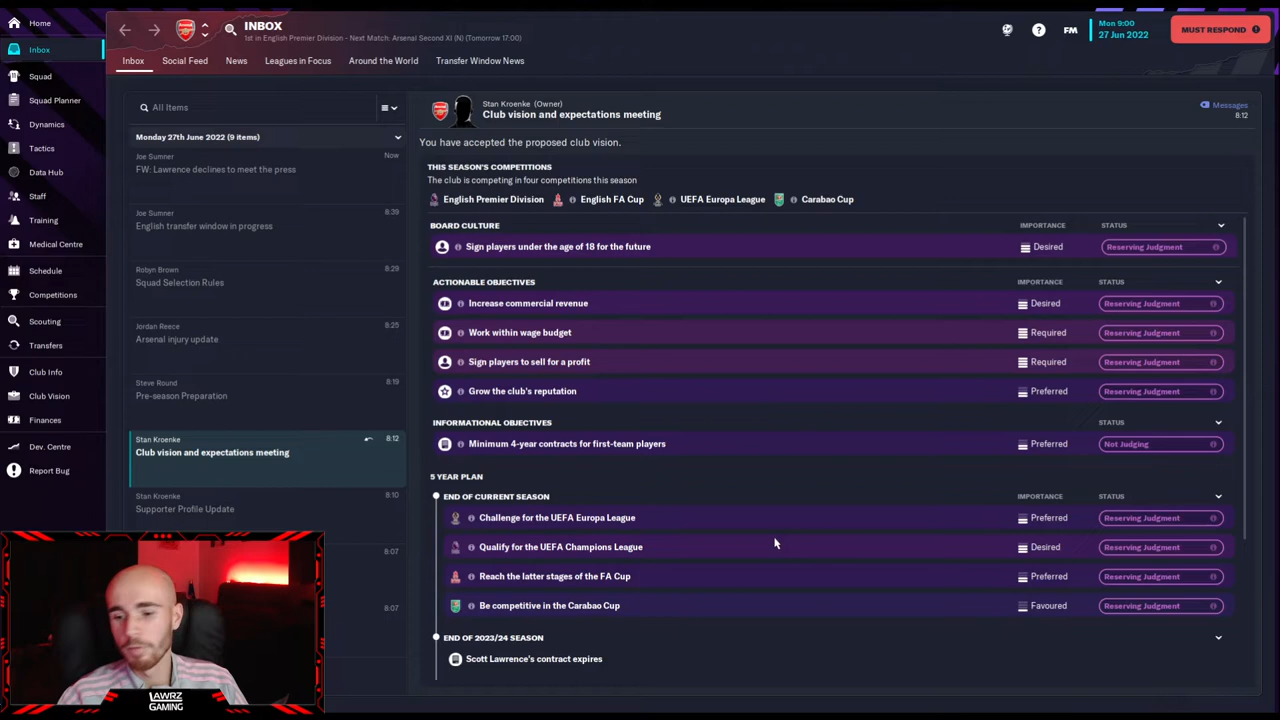 Home
Inbox
Squad
Squad Planner
Dynamics
Tactics
Data Hub
Staff
Training
Medical Centre
Schedule
Competitions
Scouting
Transfers
Club Info
Club Vision
Finances
Dev. Centre
Report Bug
INBOX
1st in English Premier Division - Next Match: Arsenal Second XI (N) (Tomorrow 17:00)
FM
Mon 9:00
27 Jun 2022
MUST RESPOND
Inbox Social Feed News Leagues in Focus Around the World Transfer Window News
All Items
Monday 27th June 2022 (9 items)
Joe Sumner Now
FW: Lawrence declines to meet the press
Joe Sumner 8:39
English transfer window in progress
Robyn Brown 8:29
Squad Selection Rules
Jordan Reece 8:25
Arsenal injury update
Steve Round 8:19
Pre-season Preparation
Stan Kroenke 8:12
Club vision and expectations meeting
Stan Kroenke 8:10
Supporter Profile Update
8:07
8:07
Stan Kroenke (Owner)
Club vision and expectations meeting
Messages
8:12
You have accepted the proposed club vision.
THIS SEASON'S COMPETITIONS
The club is competing in four competitions this season
English Premier Division English FA Cup UEFA Europa League Carabao Cup
BOARD CULTURE IMPORTANCE STATUS
Sign players under the age of 18 for the future Desired Reserving Judgment
ACTIONABLE OBJECTIVES IMPORTANCE STATUS
Increase commercial revenue Desired Reserving Judgment
Work within wage budget Required Reserving Judgment
Sign players to sell for a profit Required Reserving Judgment
Grow the club's reputation Preferred Reserving Judgment
INFORMATIONAL OBJECTIVES STATUS
Minimum 4-year contracts for first-team players Preferred Not Judging
5 YEAR PLAN
END OF CURRENT SEASON IMPORTANCE STATUS
Challenge for the UEFA Europa League Preferred Reserving Judgment
Qualify for the UEFA Champions League Desired Reserving Judgment
Reach the latter stages of the FA Cup Preferred Reserving Judgment
Be competitive in the Carabao Cup Favoured Reserving Judgment
END OF 2023/24 SEASON
Scott Lawrence's contract expires
LAWRZ
GAMING